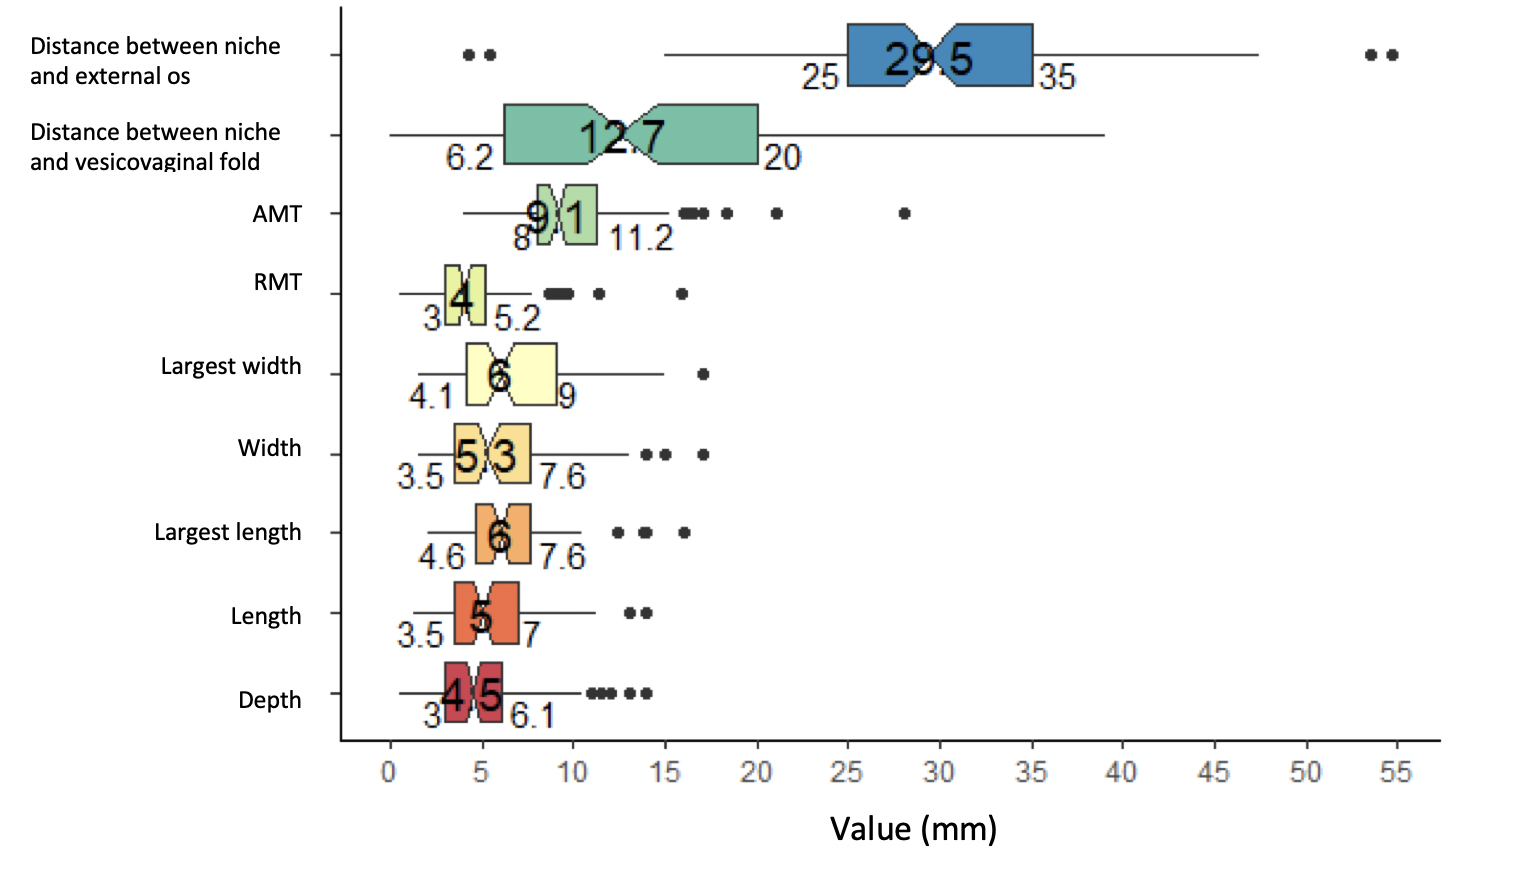 Distance between niche
and external os
25
29.5
35
Distance between niche
and vesicovaginal fold
6.2
12.7
20
AMT
8
9.1
11.2
RMT
3
4
5.2
Largest width
4.1
6
9
Width
3.5
5.3
7.6
Largest length
4.6
6
7.6
Length
3.5
5
7
Depth
3
4.5
6.1
0 5 10 15 20 25 30 35 40 45 50 55
Value (mm)